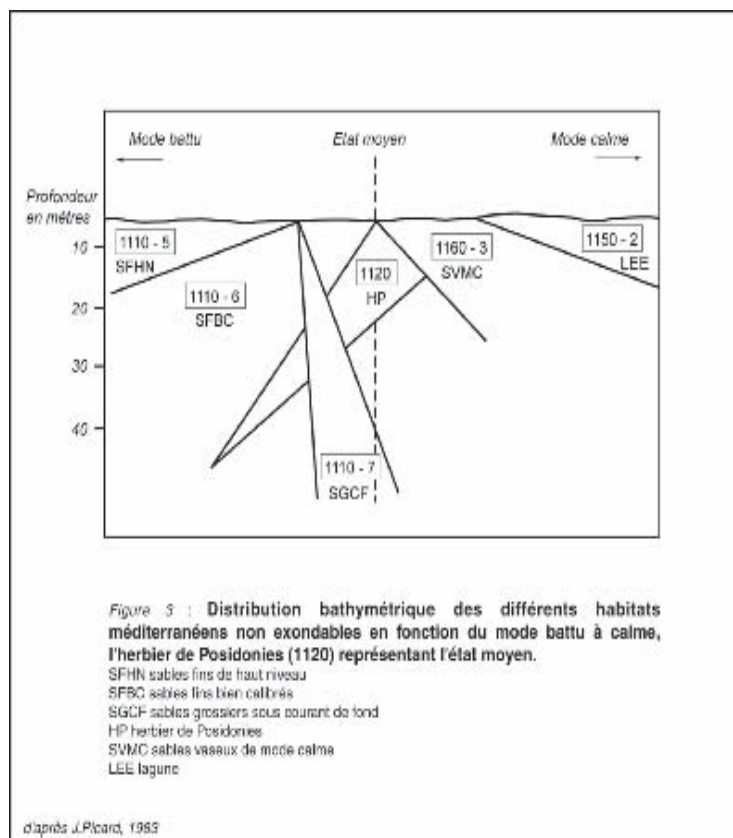 Mode battu
Etat moyen
Mode calme
Profondeur
en mètres
10
20
30
40
1110 - 5
SFHN
1110 - 6
SFBC
1120
HP
1160 - 3
SVMC
1150 - 2
LEE
1110 - 7
SGCF
Figure 3 : Distribution bathymétrique des différents habitats
méditerranéens non exondables en fonction du mode battu à calme,
l'herbier de Posidonies (1120) représentant l'état moyen.
SFHN sables fins de haut niveau
SFBC sables fins bien calibrés
SGCF sables grossiers sous courant de fond
HP herbier de Posidonies
SVMC sables vaseux de mode calme
LEE lagune
d'après J.Picard, 1983